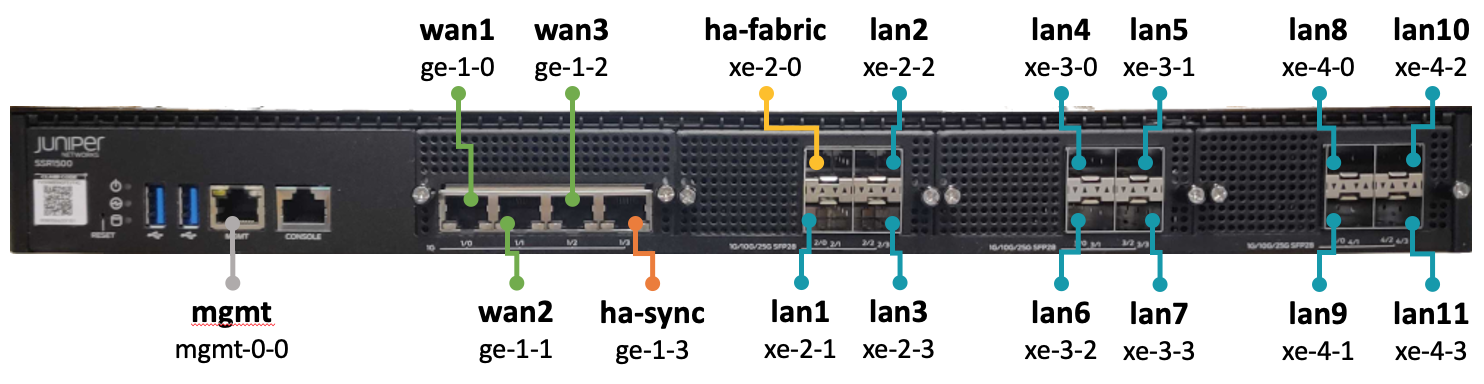 wan1 wan3 ha-fabric lan2 lan4 lan5 lan8 lan10
ge-1-0 ge-1-2 xe-2-0 xe-2-2 xe-3-0 xe-3-1 xe-4-0 xe-4-2
JUNIPER
NETWORKS
SSR1500
RESET
MGMT
CONSOLE
1G
1/0 1/1 1/2 1/3
1G/10G/25G SFP28
2/0 2/1 2/2 2/3
1G/10G/25G SFP28
3/1 3/2 3/3
1G/10G/25G SFP28
4/1 4/2 4/3
mgmt wan2 ha-sync lan1 lan3 lan6 lan7 lan9 lan11
mgmt-0-0 ge-1-1 ge-1-3 xe-2-1 xe-2-3 xe-3-2 xe-3-3 xe-4-1 xe-4-3